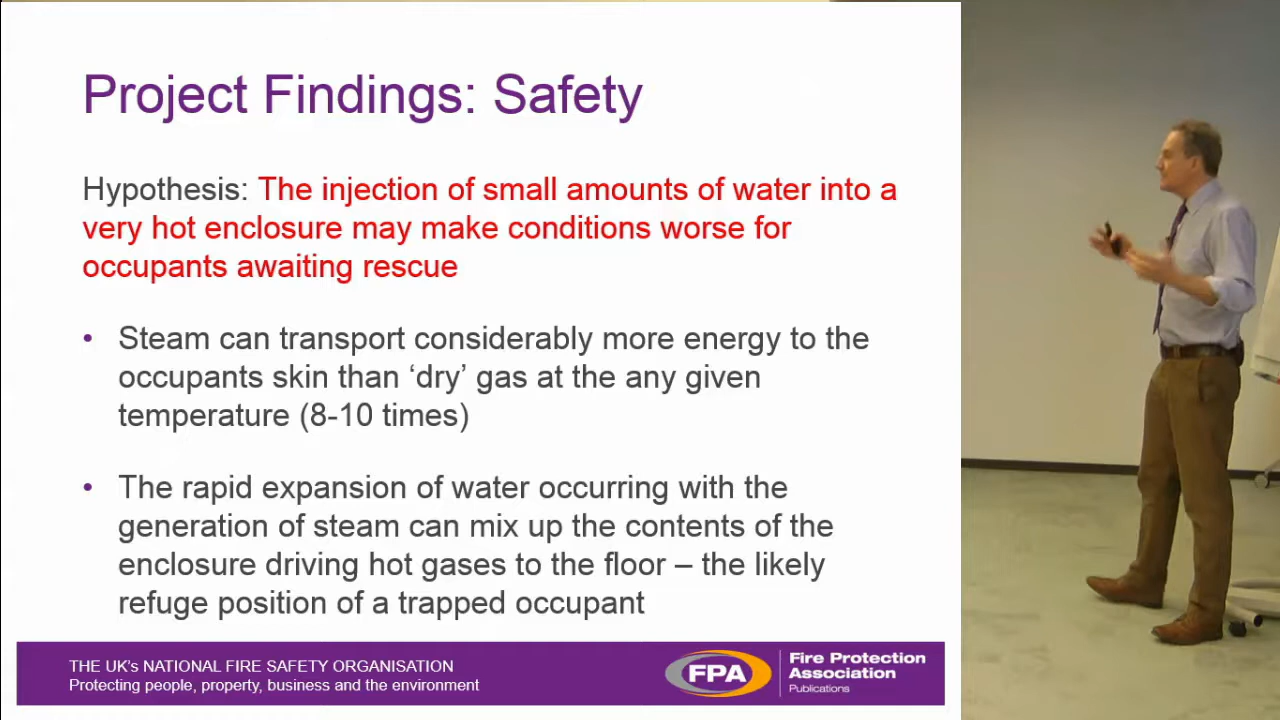 Project Findings: Safety
Hypothesis: The injection of small amounts of water into a
very hot enclosure may make conditions worse for
occupants awaiting rescue
• Steam can transport considerably more energy to the
occupants skin than ‘dry’ gas at the any given
temperature (8-10 times)
• The rapid expansion of water occurring with the
generation of steam can mix up the contents of the
enclosure driving hot gases to the floor – the likely
refuge position of a trapped occupant
THE UK's NATIONAL FIRE SAFETY ORGANISATION
Protecting people, property, business and the environment
FPA
Fire Protection
Association
Publications